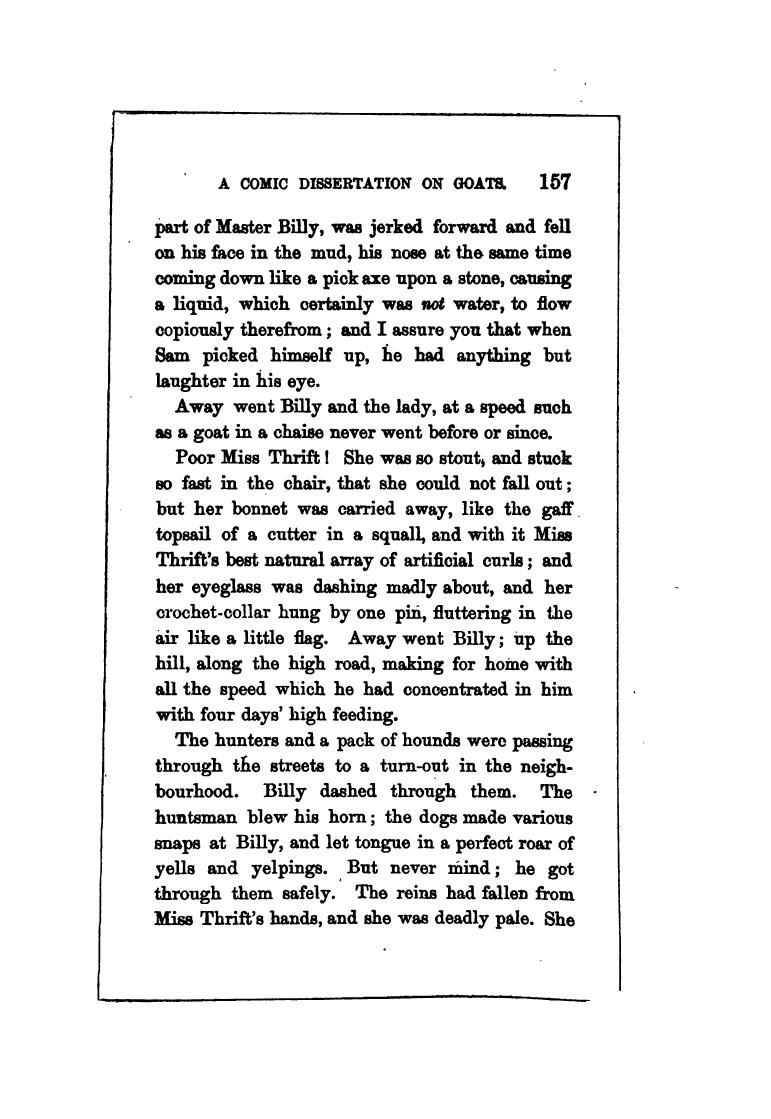 A COMIC DISSERTATION ON GOATS. 157
part of Master Billy, was jerked forward and fell
on his face in the mud, his nose at the same time
coming down like a pickaxe upon a stone, causing
a liquid, which certainly was not water, to flow
copiously therefrom; and I assure you that when
Sam picked himself up, he had anything but
laughter in his eye.
Away went Billy and the lady, at a speed such
as a goat in a chaise never went before or since.
Poor Miss Thrift! She was so stout, and stuck
so fast in the chair, that she could not fall out;
but her bonnet was carried away, like the gaff
topsail of a cutter in a squall, and with it Miss
Thrift's best natural array of artificial curls; and
her eyeglass was dashing madly about, and her
crochet-collar hung by one pin, fluttering in the
air like a little flag. Away went Billy; up the
hill, along the high road, making for home with
all the speed which he had concentrated in him
with four days' high feeding.
The hunters and a pack of hounds were passing
through the streets to a turn-out in the neigh-
bourhood. Billy dashed through them. The
huntsman blew his horn; the dogs made various
snaps at Billy, and let tongue in a perfect roar of
yells and yelpings. But never mind; he got
through them safely. The reins had fallen from
Miss Thrift's hands, and she was deadly pale. She